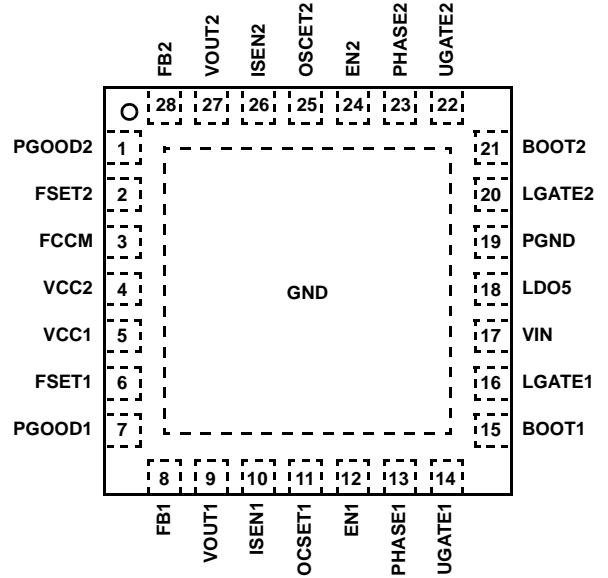 FB2
VOUT2
ISEN2
OSCET2
EN2
PHASE2
UGATE2
28 27 26 25 24 23 22
PGOOD2 1
FSET2 2
FCCM 3
VCC2 4
VCC1 5
FSET1 6
PGOOD1 7
GND
21 BOOT2
20 LGATE2
19 PGND
18 LDO5
17 VIN
16 LGATE1
15 BOOT1
8 9 10 11 12 13 14
FB1
VOUT1
ISEN1
OCSET1
EN1
PHASE1
UGATE1